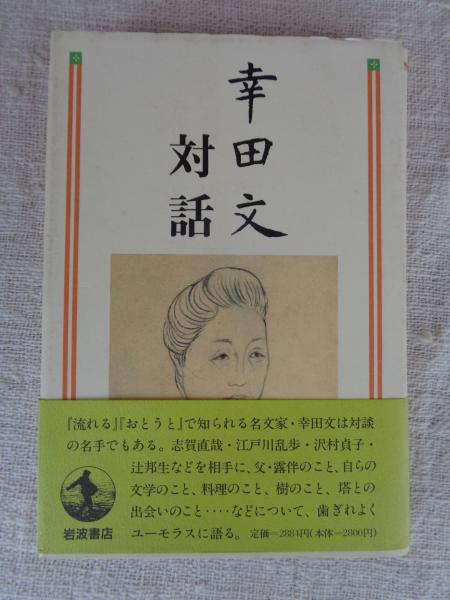 幸田文
対話
『流れる』『おとうと』で知られる名文家・幸田文は対談
の名手でもある。志賀直哉・江戸川乱歩・沢村貞子・
辻邦生などを相手に、父・露伴のこと、自らの
文学のこと、料理のこと、樹のこと、塔との
出会いのこと‥‥などについて、歯ぎれよく
ユーモラスに語る。 定価=2884円(本体=2800円)
岩波書店